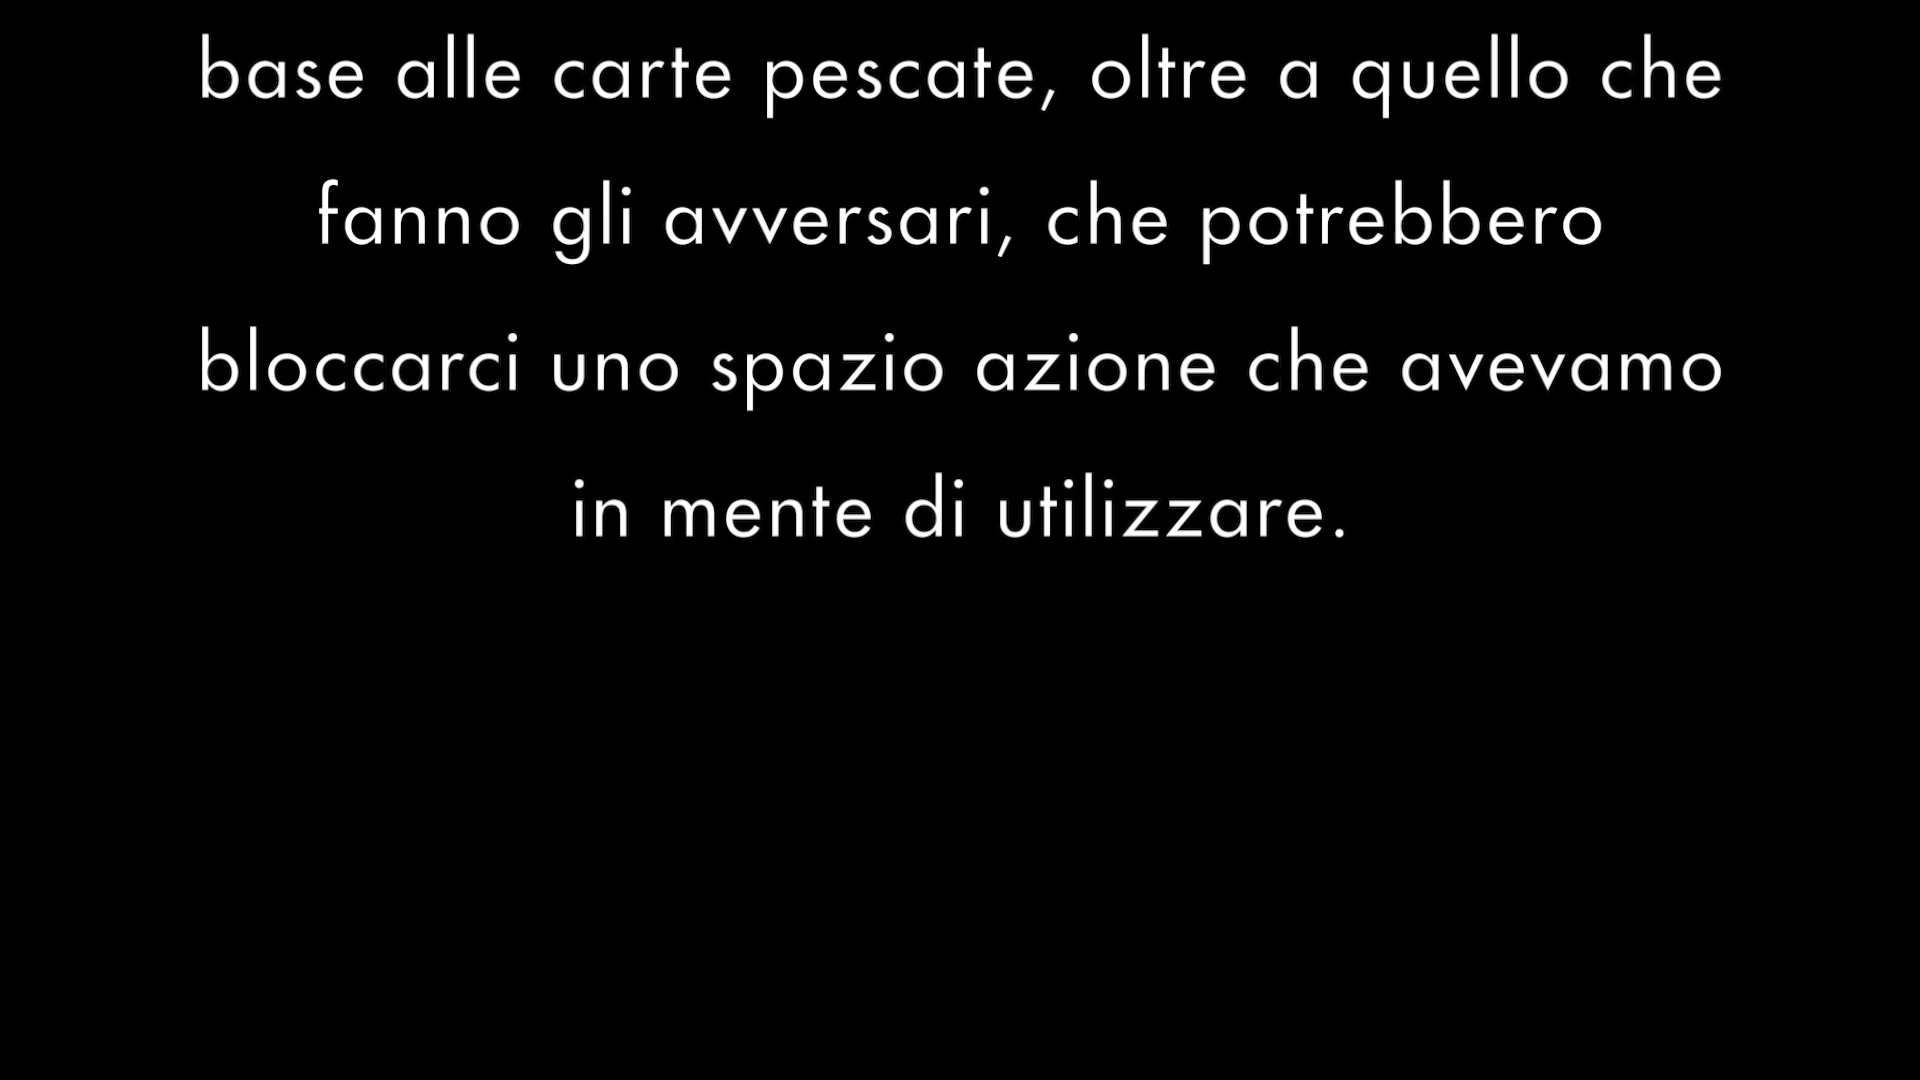 base alle carte pescate, oltre a quello che
fanno gli avversari, che potrebbero
bloccarci uno spazio azione che avevamo
in mente di utilizzare.